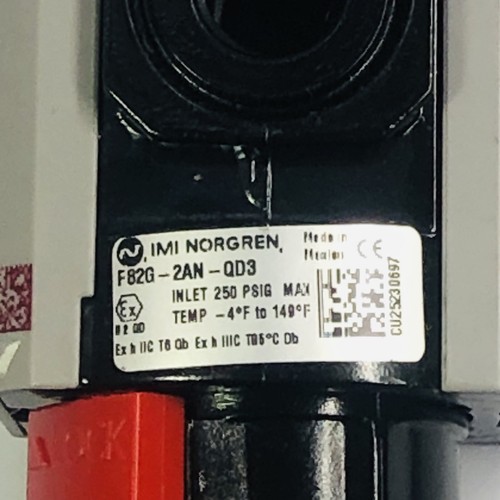 IMI NORGREN.
Made in
Mexico
CE
F82G-2AN-QD3
INLET 250 PSIG MAX
TEMP -4°F to 149°F
Ex
II 2 GD
Ex h IIC T6 Gb Ex h IIIC T85°C Db
CU25230697
LOCK